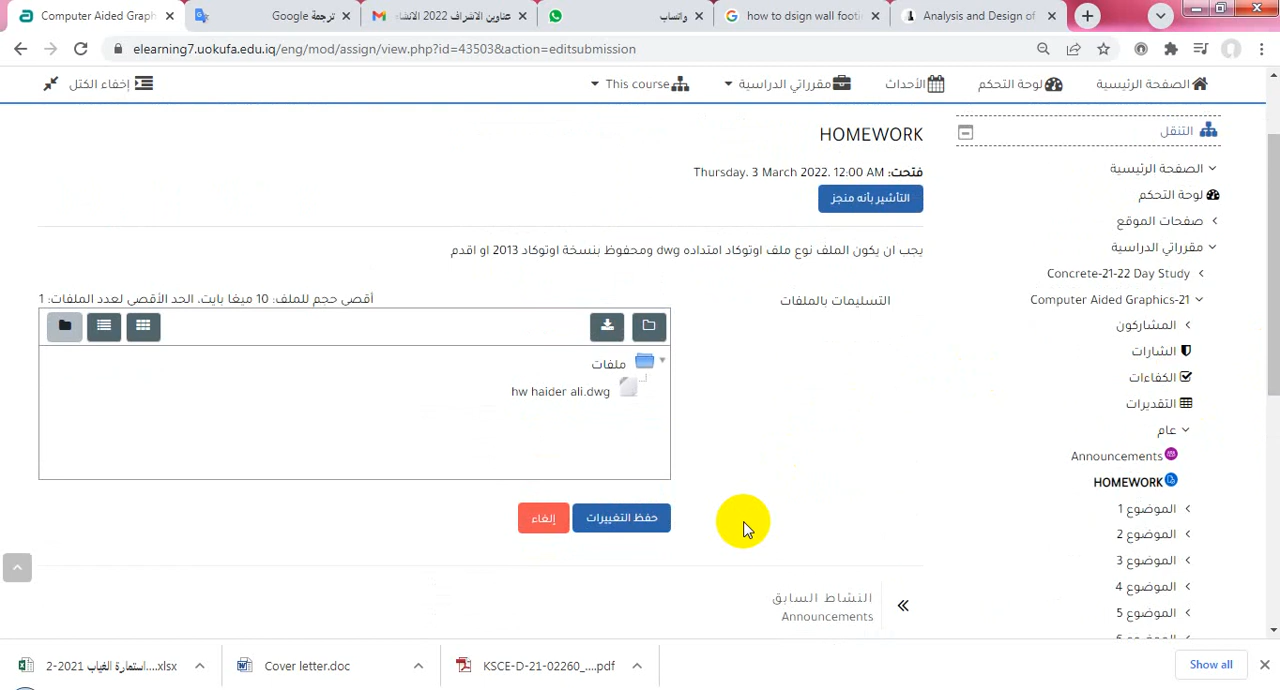 Computer Aided Graph
ترجمة Google
عناوين الاشراف 2022 الانشاء
واتساب
how to dsign wall footi
Analysis and Design of
elearning7.uokufa.edu.iq/eng/mod/assign/view.php?id=43503&action=editsubmission
الصفحة الرئيسية
لوحة التحكم
الأحداث
مقرراتي الدراسية
This course
إخفاء الكتل
التنقل
الصفحة الرئيسية
لوحة التحكم
صفحات الموقع
مقرراتي الدراسية
Concrete-21-22 Day Study
Computer Aided Graphics-21
المشاركون
الشارات
الكفاءات
التقديرات
عام
Announcements
HOMEWORK
الموضوع 1
الموضوع 2
الموضوع 3
الموضوع 4
الموضوع 5
HOMEWORK
فتحت: Thursday، 3 March 2022، 12:00 AM
التأشير بأنه منجز
يجب ان يكون الملف نوع ملف اوتوكاد امتداده dwg ومحفوظ بنسخة اوتوكاد 2013 او اقدم
التسليمات بالملفات
أقصى حجم للملف: 10 ميغا بايت، الحد الأقصى لعدد الملفات: 1
ملفات
hw haider ali.dwg
حفظ التغييرات
إلغاء
النشاط السابق
Announcements
استمارة الغياب 2021-2....xlsx
Cover letter.doc
KSCE-D-21-02260_....pdf
Show all